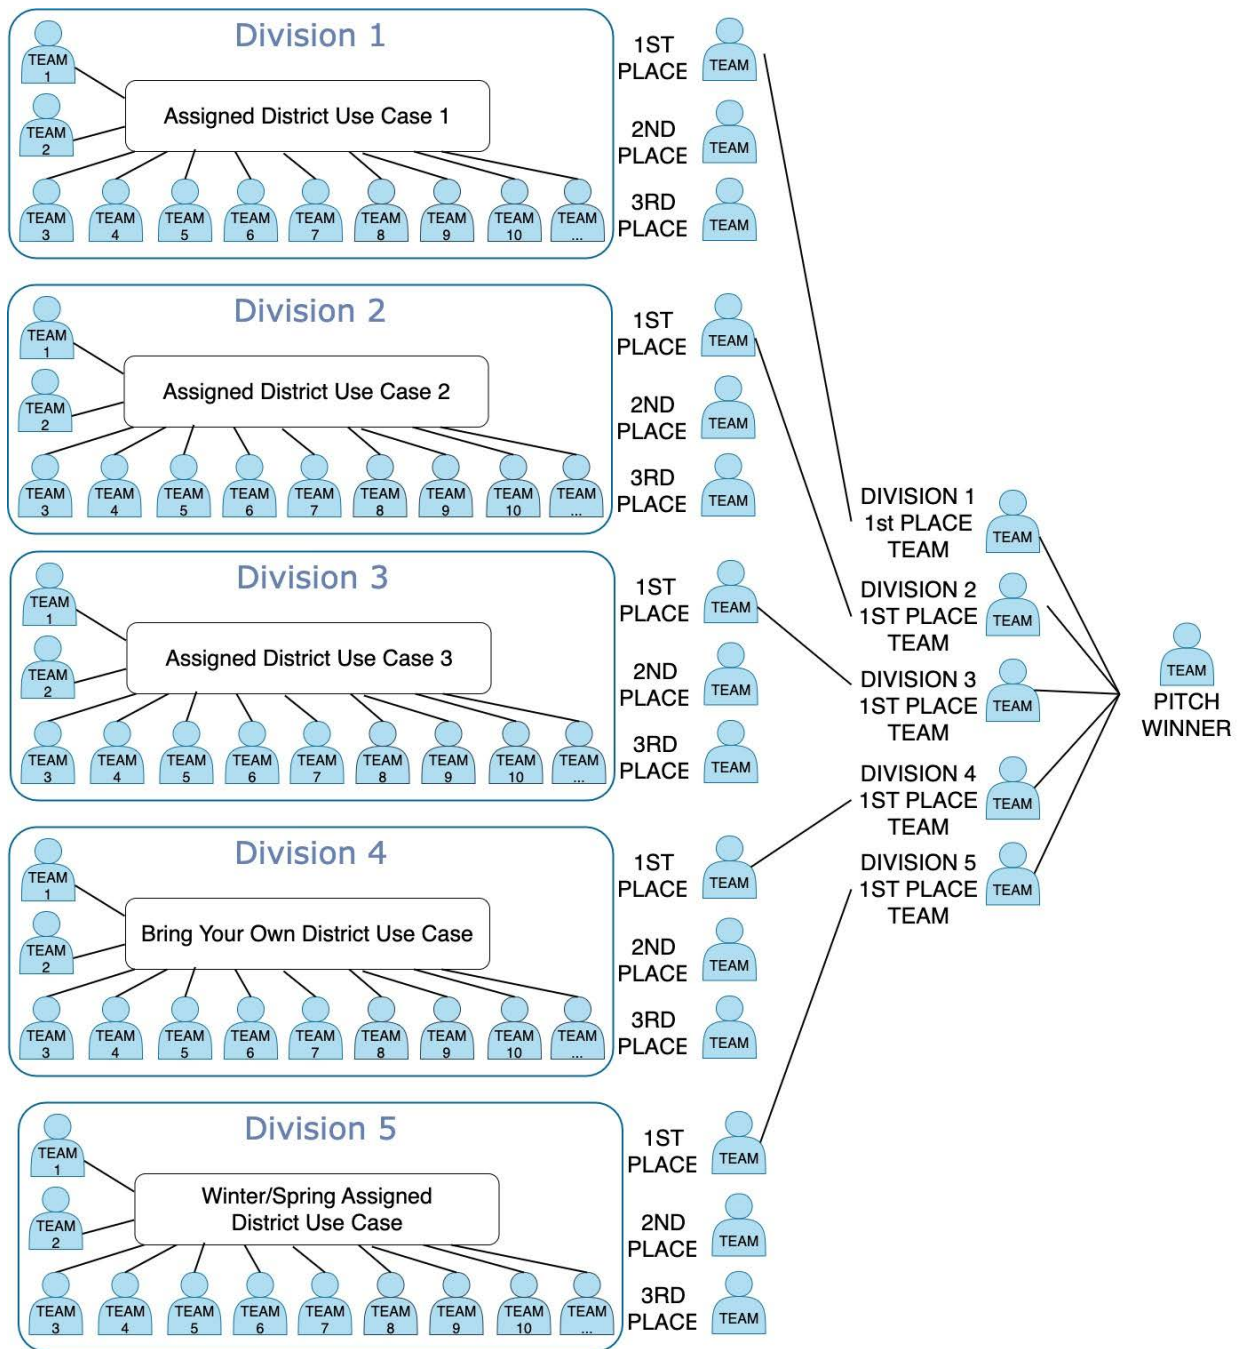 Division 1
TEAM
1
TEAM
2
Assigned District Use Case 1
TEAM
3
TEAM
4
TEAM
5
TEAM
6
TEAM
7
TEAM
8
TEAM
9
TEAM
10
TEAM
...
1ST
PLACE
TEAM
2ND
PLACE
TEAM
3RD
PLACE
TEAM
Division 2
TEAM
1
TEAM
2
Assigned District Use Case 2
TEAM
3
TEAM
4
TEAM
5
TEAM
6
TEAM
7
TEAM
8
TEAM
9
TEAM
10
TEAM
...
1ST
PLACE
TEAM
2ND
PLACE
TEAM
3RD
PLACE
TEAM
Division 3
TEAM
1
TEAM
2
Assigned District Use Case 3
TEAM
3
TEAM
4
TEAM
5
TEAM
6
TEAM
7
TEAM
8
TEAM
9
TEAM
10
TEAM
...
1ST
PLACE
TEAM
2ND
PLACE
TEAM
3RD
PLACE
TEAM
Division 4
TEAM
1
TEAM
2
Bring Your Own District Use Case
TEAM
3
TEAM
4
TEAM
5
TEAM
6
TEAM
7
TEAM
8
TEAM
9
TEAM
10
TEAM
...
1ST
PLACE
TEAM
2ND
PLACE
TEAM
3RD
PLACE
TEAM
Division 5
TEAM
1
TEAM
2
Winter/Spring Assigned
District Use Case
TEAM
3
TEAM
4
TEAM
5
TEAM
6
TEAM
7
TEAM
8
TEAM
9
TEAM
10
TEAM
...
1ST
PLACE
TEAM
2ND
PLACE
TEAM
3RD
PLACE
TEAM
DIVISION 1
1st PLACE
TEAM
TEAM
DIVISION 2
1ST PLACE
TEAM
TEAM
DIVISION 3
1ST PLACE
TEAM
TEAM
DIVISION 4
1ST PLACE
TEAM
TEAM
DIVISION 5
1ST PLACE
TEAM
TEAM
TEAM
PITCH
WINNER